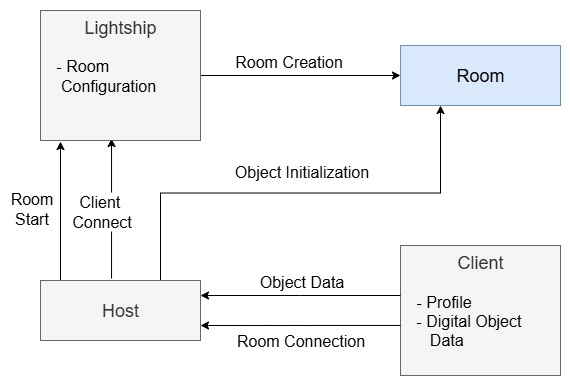 Lightship
- Room
Configuration
Room Creation
Room
Object Initialization
Room
Start
Client
Connect
Host
Object Data
Room Connection
Client
- Profile
- Digital Object
Data